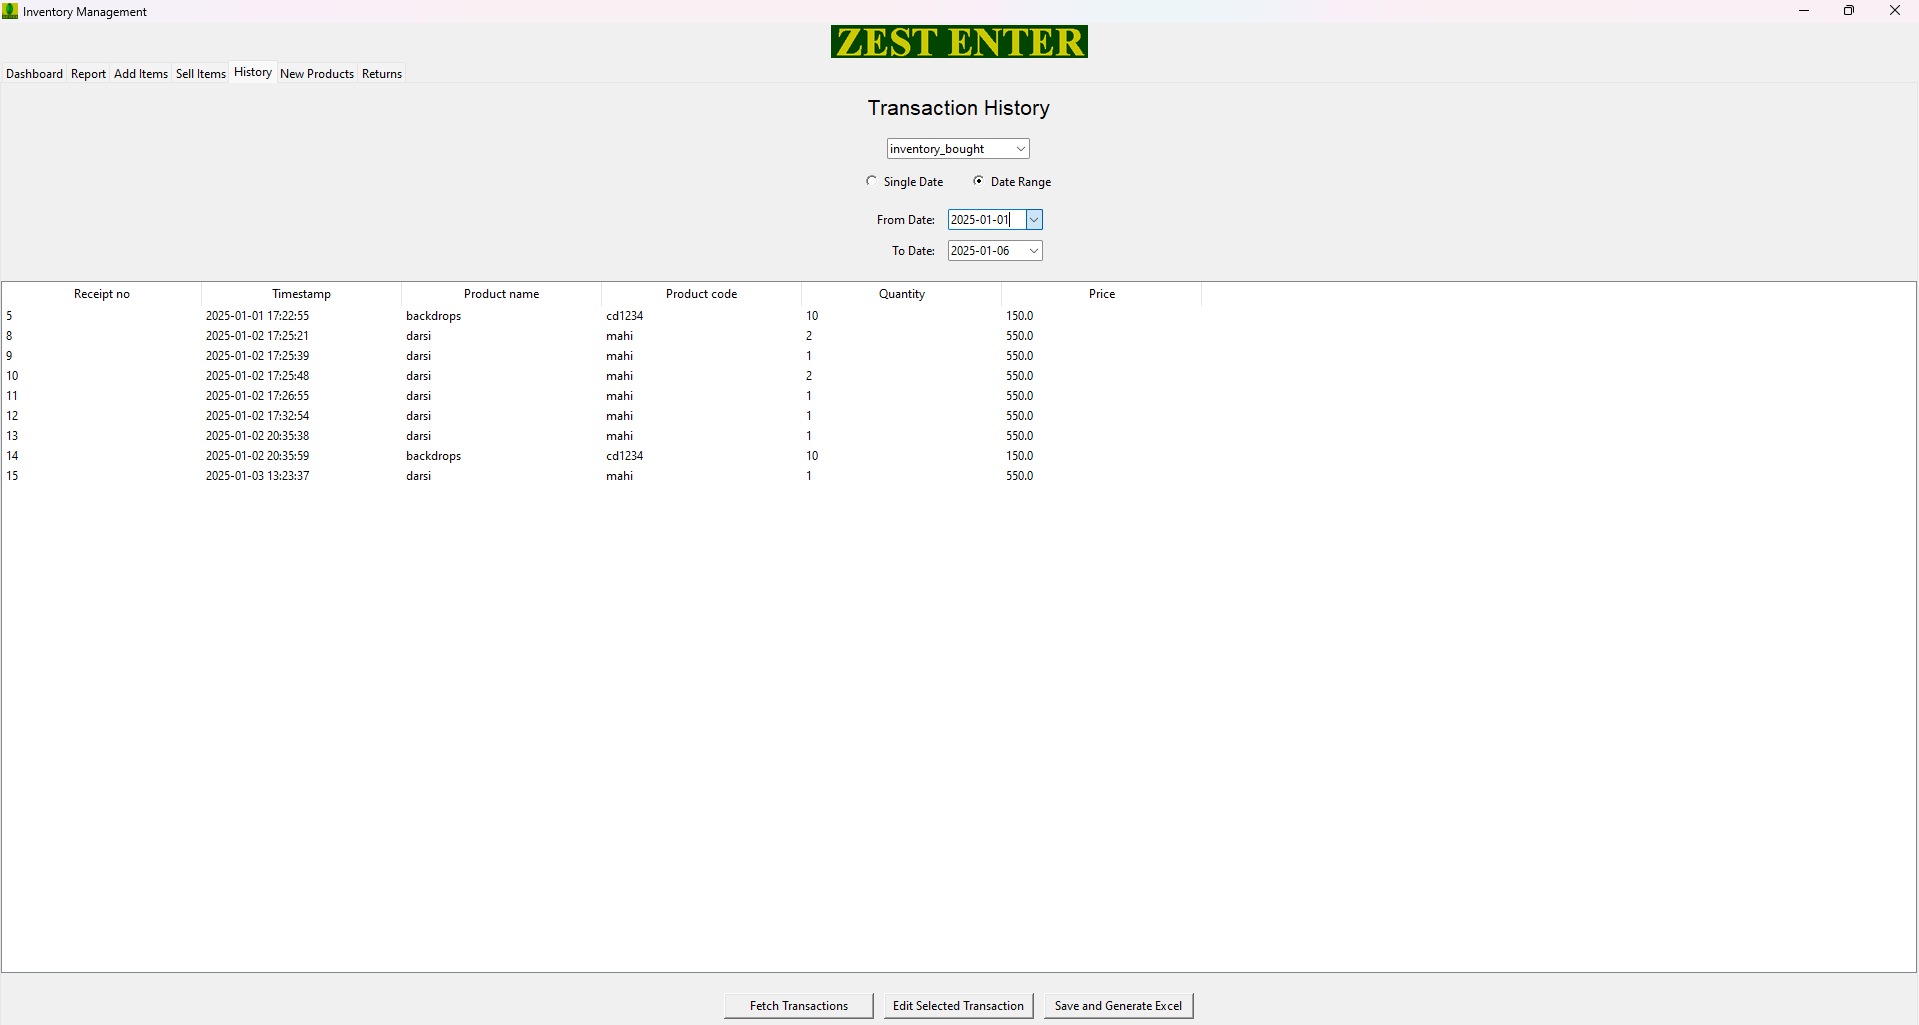 Inventory Management
ZEST ENTER
Dashboard Report Add Items Sell Items History New Products Returns
Transaction History
inventory_bought
Single Date Date Range
From Date: 2025-01-01
To Date: 2025-01-06
Receipt no Timestamp Product name Product code Quantity Price
5 2025-01-01 17:22:55 backdrops cd1234 10 150.0
8 2025-01-02 17:25:21 darsi mahi 2 550.0
9 2025-01-02 17:25:39 darsi mahi 1 550.0
10 2025-01-02 17:25:48 darsi mahi 2 550.0
11 2025-01-02 17:26:55 darsi mahi 1 550.0
12 2025-01-02 17:32:54 darsi mahi 1 550.0
13 2025-01-02 20:35:38 darsi mahi 1 550.0
14 2025-01-02 20:35:59 backdrops cd1234 10 150.0
15 2025-01-03 13:23:37 darsi mahi 1 550.0
Fetch Transactions Edit Selected Transaction Save and Generate Excel